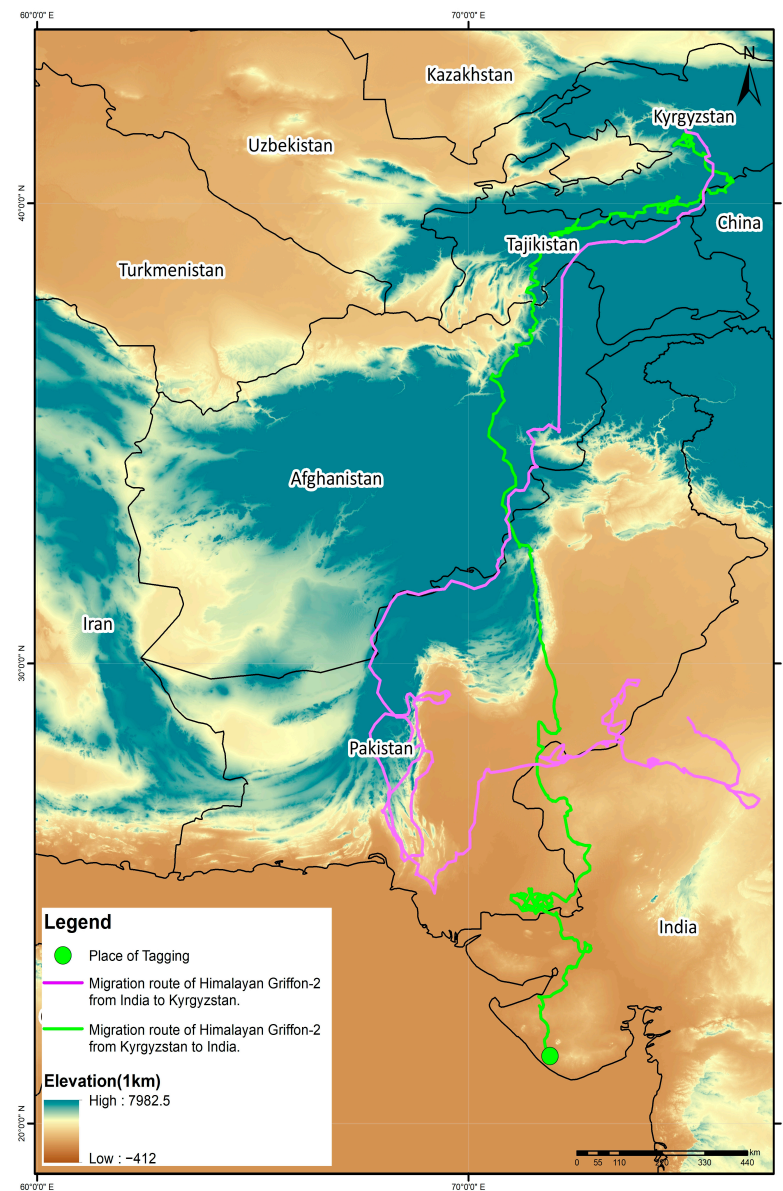 60°0'0" E
70°0'0" E
N
Kazakhstan
Kyrgyzstan
Uzbekistan
40°0'0" N
China
Tajikistan
Turkmenistan
Afghanistan
Iran
30°0'0" N
Pakistan
India
Legend
Place of Tagging
Migration route of Himalayan Griffon-2
from India to Kyrgyzstan.
Migration route of Himalayan Griffon-2
from Kyrgyzstan to India.
Elevation(1km)
High : 7982.5
Low : −412
20°0'0" N
km
0 55 110 330 440
60°0'0" E
70°0'0" E